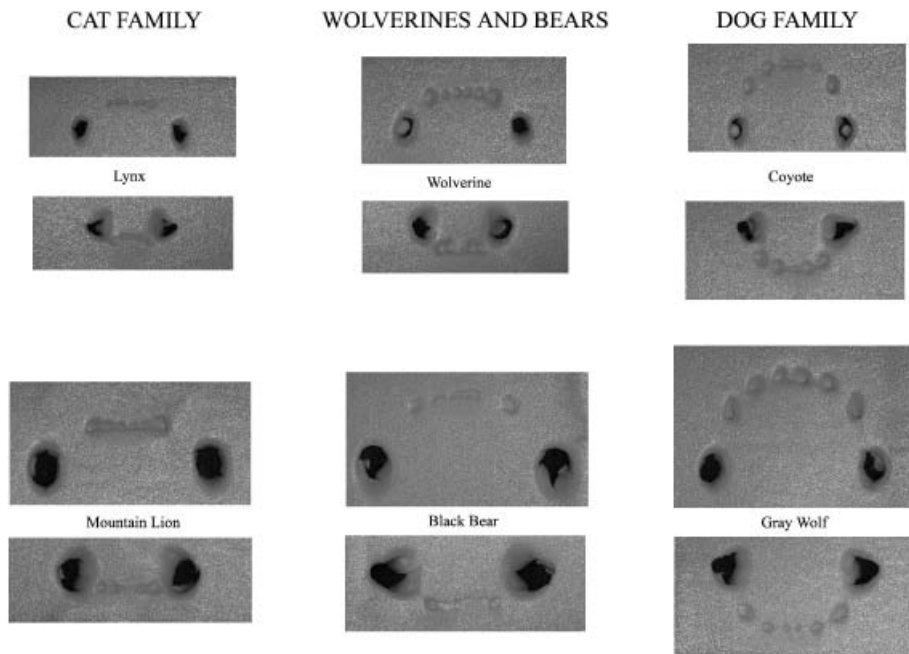 CAT FAMILY
WOLVERINES AND BEARS
DOG FAMILY
Lynx
Wolverine
Coyote
Mountain Lion
Black Bear
Gray Wolf